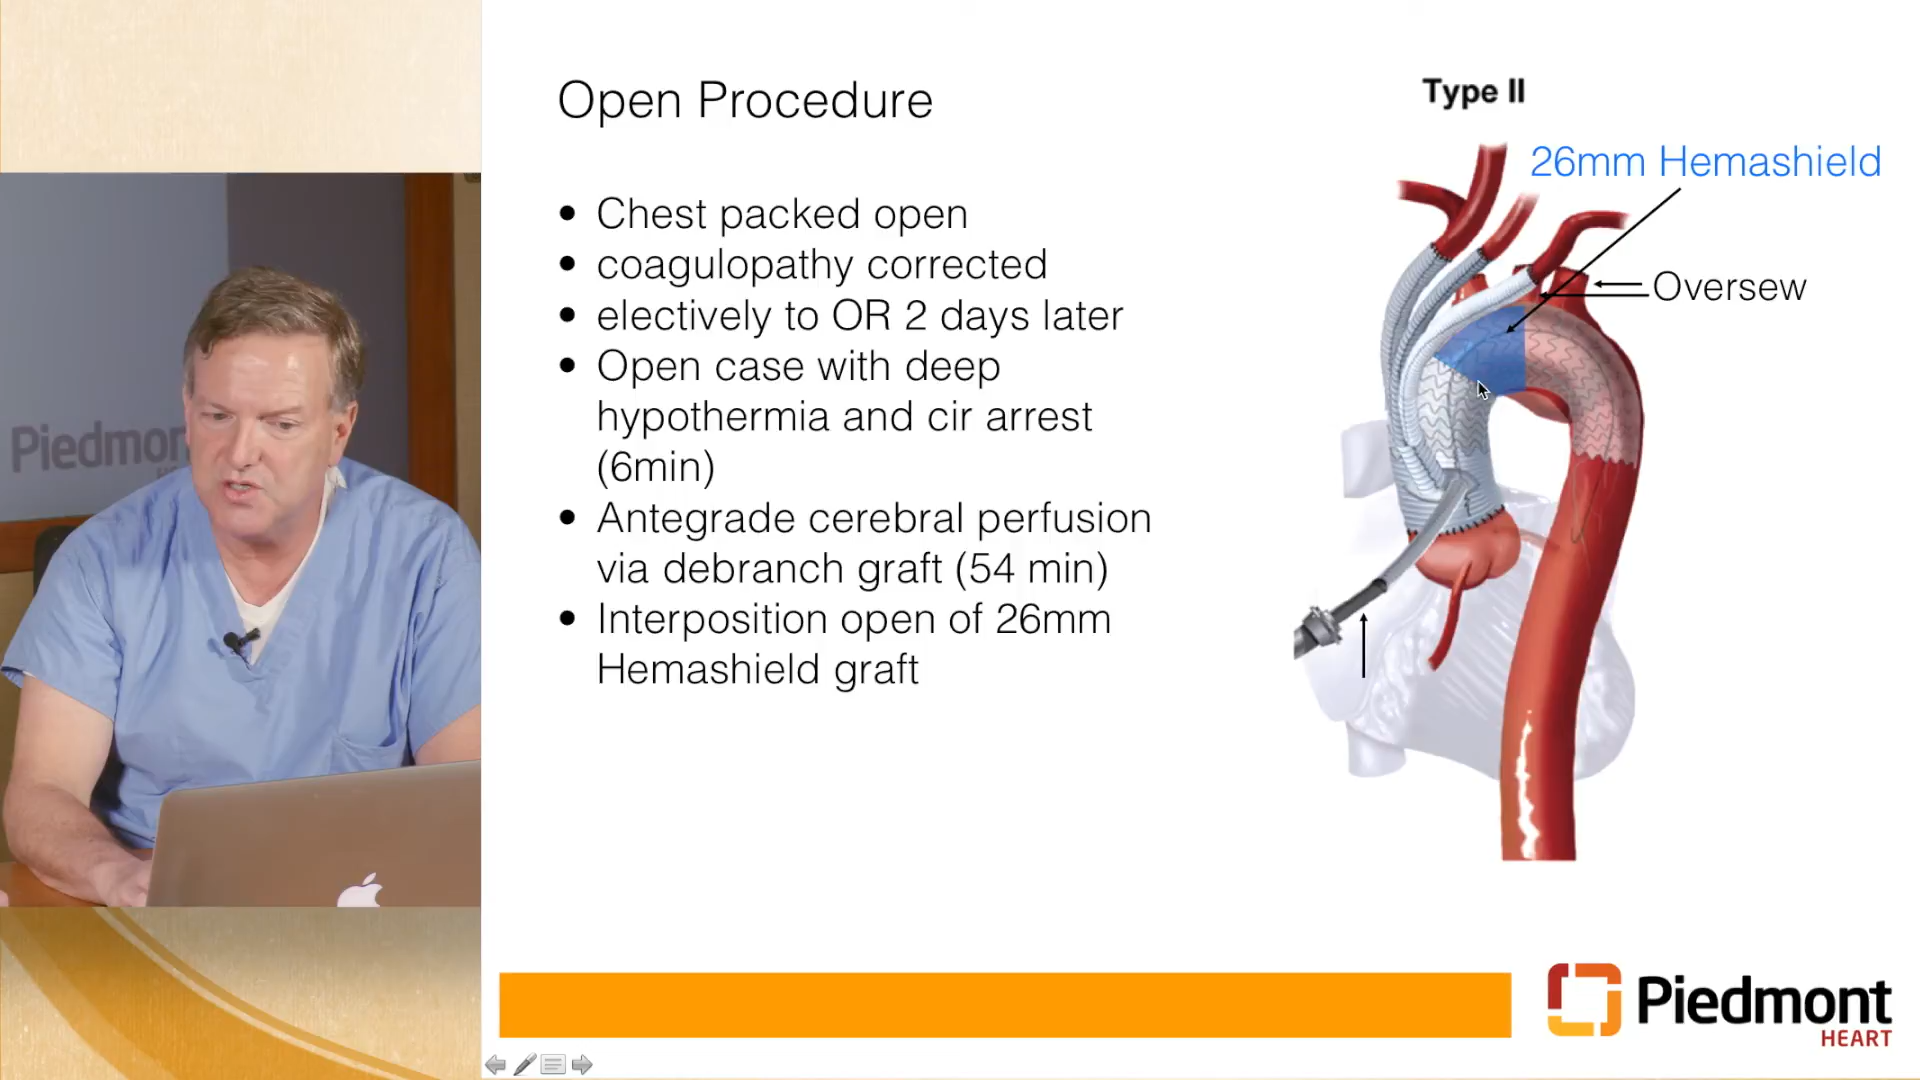 Open Procedure
• Chest packed open
• coagulopathy corrected
• electively to OR 2 days later
• Open case with deep
hypothermia and cir arrest
(6min)
• Antegrade cerebral perfusion
via debranch graft (54 min)
• Interposition open of 26mm
Hemashield graft
Type II
26mm Hemashield
Oversew
Piedmon
Piedmont
HEART